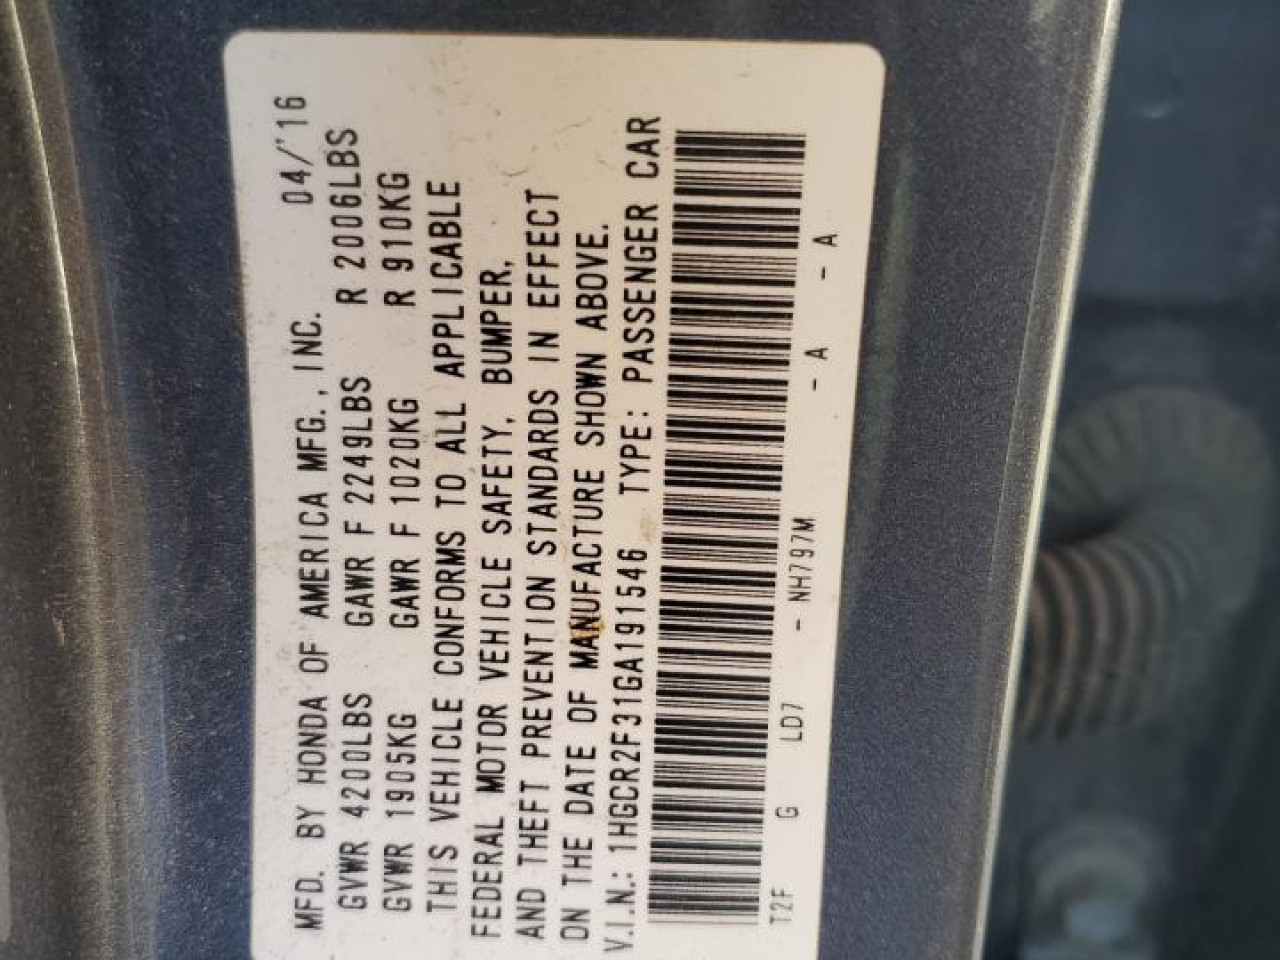 MFD. BY HONDA OF AMERICA MFG., INC. 04/'16
GVWR 4200LBS GAWR F 2249LBS R 2006LBS
GVWR 1905KG GAWR F 1020KG R 910KG
THIS VEHICLE CONFORMS TO ALL APPLICABLE
FEDERAL MOTOR VEHICLE SAFETY, BUMPER,
AND THEFT PREVENTION STANDARDS IN EFFECT
ON THE DATE OF MANUFACTURE SHOWN ABOVE.
V.I.N.: 1HGCR2F31GA191546 TYPE: PASSENGER CAR
T2F G LD7 - NH797M - A - A